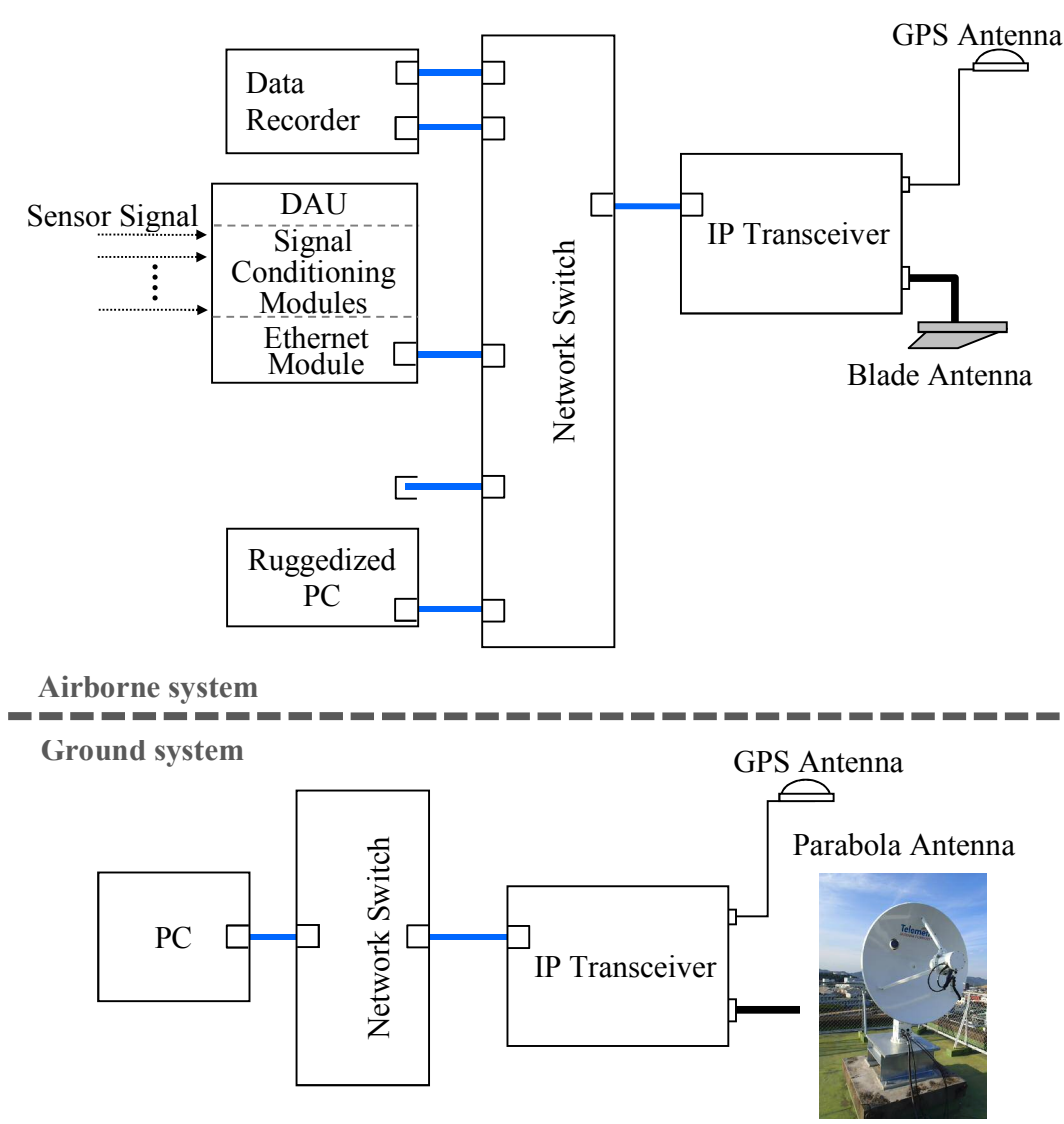 GPS Antenna
Data
Recorder
Sensor Signal
DAU
Signal
Conditioning
Modules
Ethernet
Module
Network Switch
IP Transceiver
Blade Antenna
Ruggedized
PC
Airborne system
Ground system
GPS Antenna
Parabola Antenna
PC
Network Switch
IP Transceiver